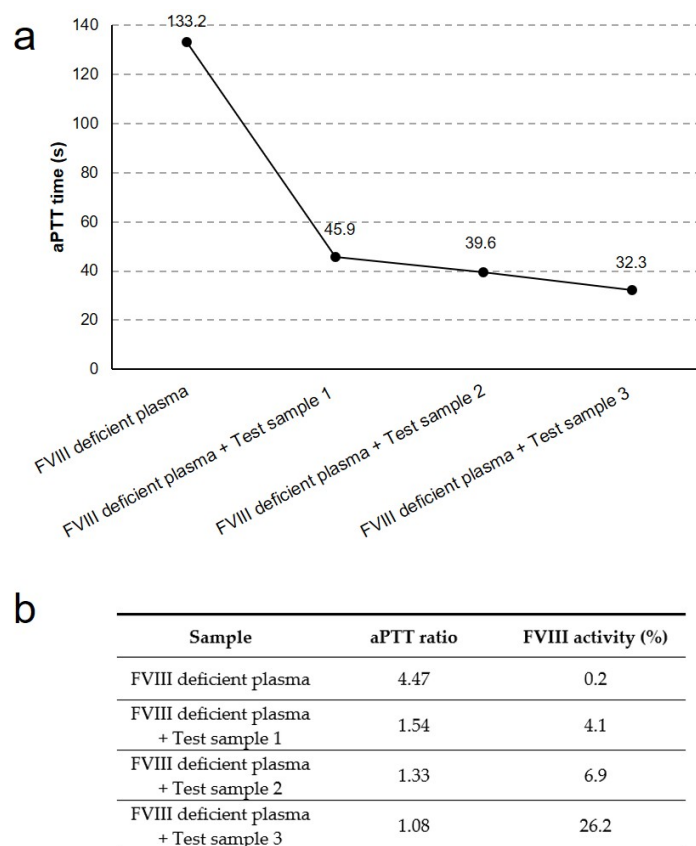 a
140
120
100
80
60
40
20
0
aPTT time (s)
133.2
45.9
39.6
32.3
FVIII deficient plasma
FVIII deficient plasma + Test sample 1
FVIII deficient plasma + Test sample 2
FVIII deficient plasma + Test sample 3
b
Sample aPTT ratio FVIII activity (%)
FVIII deficient plasma 4.47 0.2
FVIII deficient plasma
+ Test sample 1 1.54 4.1
FVIII deficient plasma
+ Test sample 2 1.33 6.9
FVIII deficient plasma
+ Test sample 3 1.08 26.2